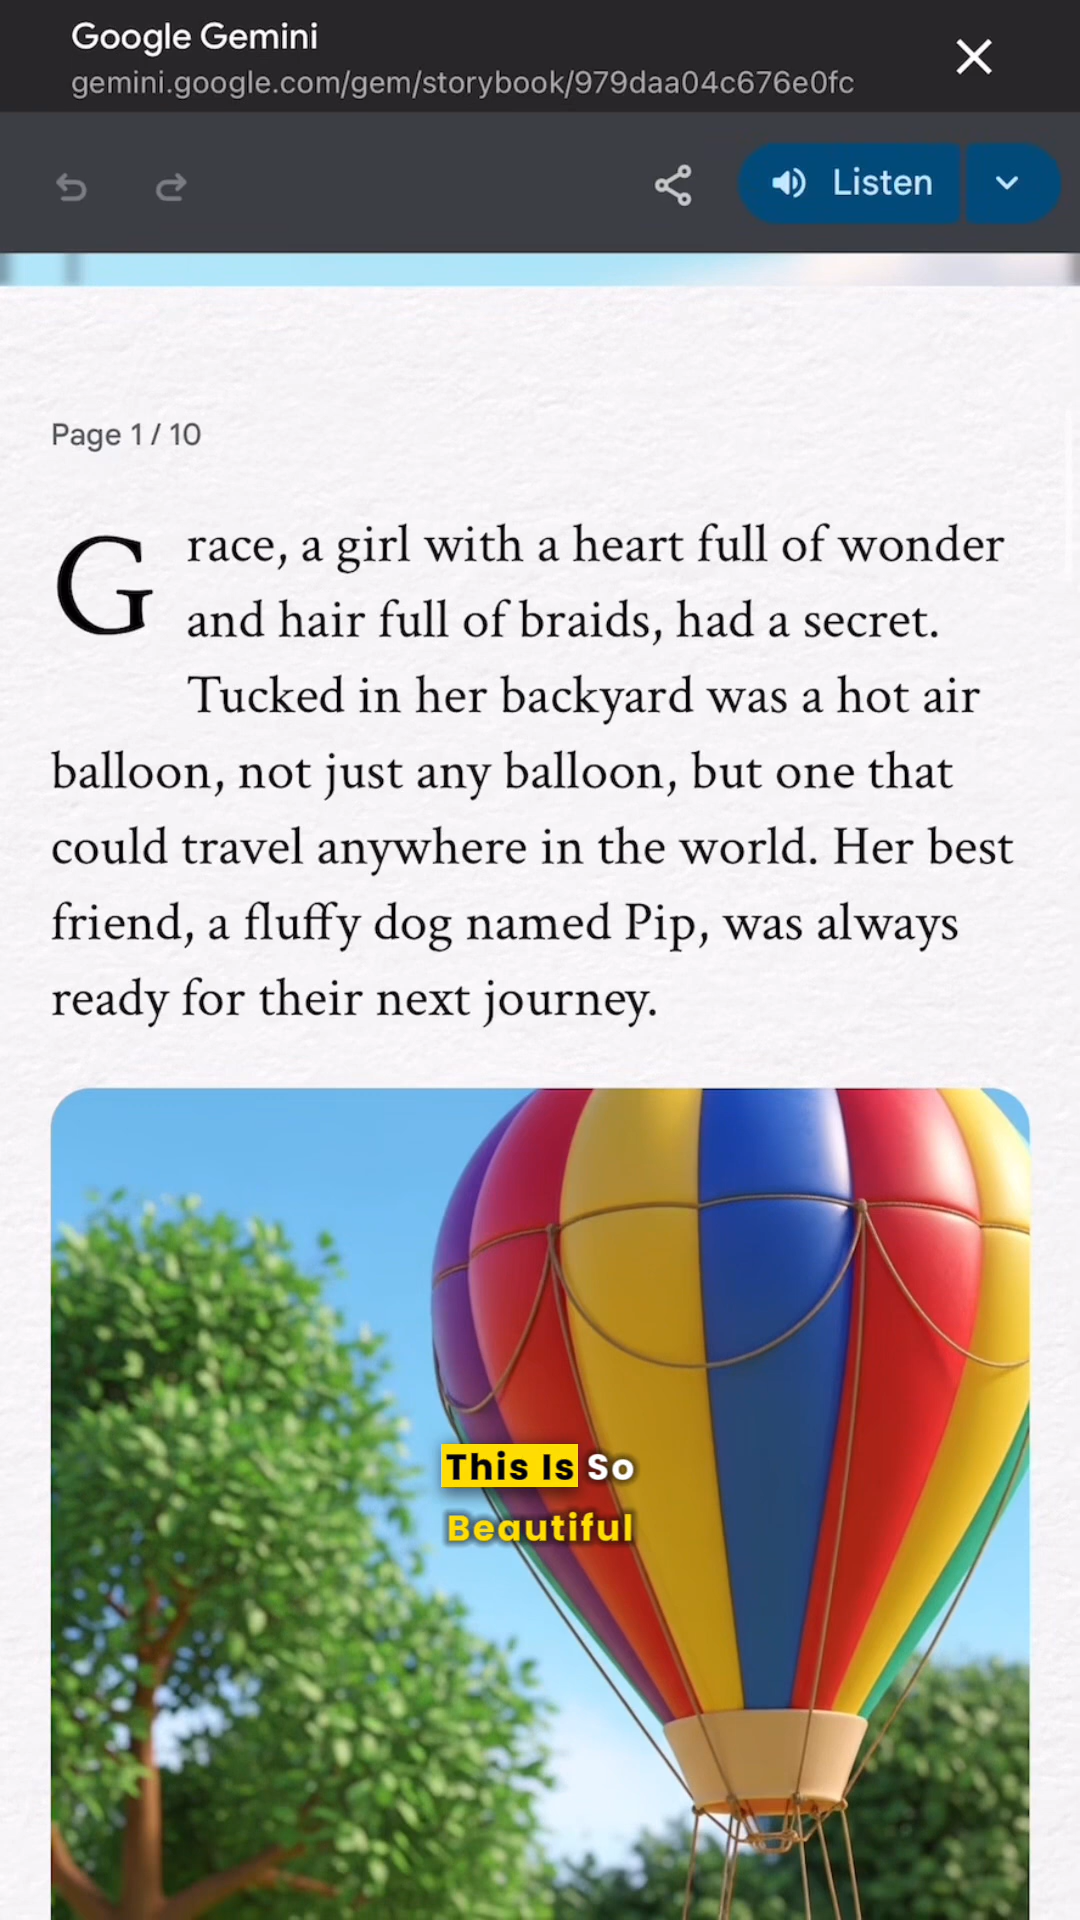 Google Gemini
gemini.google.com/gem/storybook/979daa04c676e0fc
Listen
Page 1 / 10
Grace, a girl with a heart full of wonder
and hair full of braids, had a secret.
Tucked in her backyard was a hot air
balloon, not just any balloon, but one that
could travel anywhere in the world. Her best
friend, a fluffy dog named Pip, was always
ready for their next journey.
This Is So
Beautiful